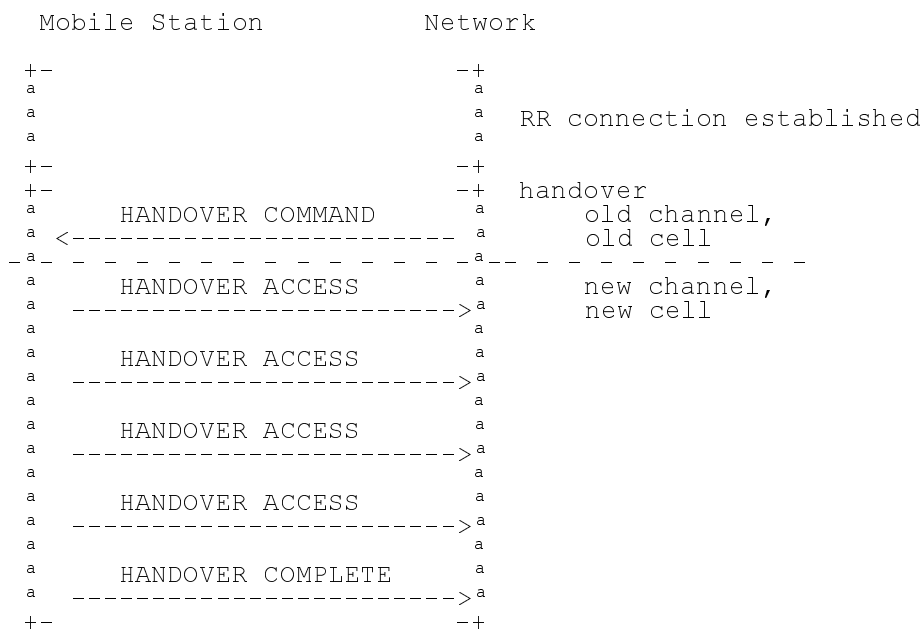 Mobile Station Network
+- -+
a a
a a RR connection established
a a
+- -+
+- -+ handover
a HANDOVER COMMAND a old channel,
a <------------------------ a old cell
- a - - - - - - - - - - - - - a -- - - - - - - - - -
a HANDOVER ACCESS a new channel,
a ------------------------>a new cell
a a
a HANDOVER ACCESS a
a ------------------------>a
a a
a HANDOVER ACCESS a
a ------------------------>a
a a
a HANDOVER ACCESS a
a ------------------------>a
a a
a HANDOVER COMPLETE a
a ------------------------>a
+- -+